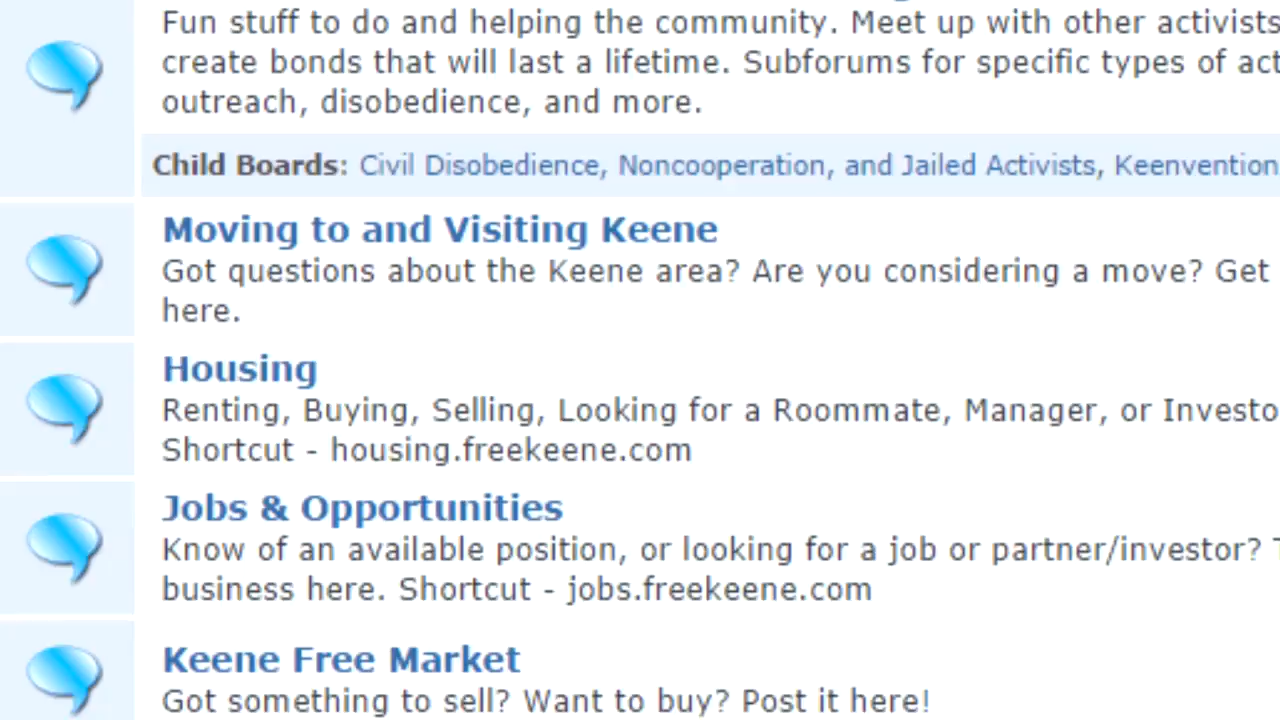 Fun stuff to do and helping the community. Meet up with other activists
create bonds that will last a lifetime. Subforums for specific types of
outreach, disobedience, and more.
Child Boards: Civil Disobedience, Noncooperation, and Jailed Activists, Keenvention
Moving to and Visiting Keene
Got questions about the Keene area? Are you considering a move? Get
here.
Housing
Renting, Buying, Selling, Looking for a Roommate, Manager, or
Shortcut - housing.freekeene.com
Jobs & Opportunities
Know of an available position, or looking for a job or partner/investor?
business here. Shortcut - jobs.freekeene.com
Keene Free Market
Got something to sell? Want to buy? Post it here!